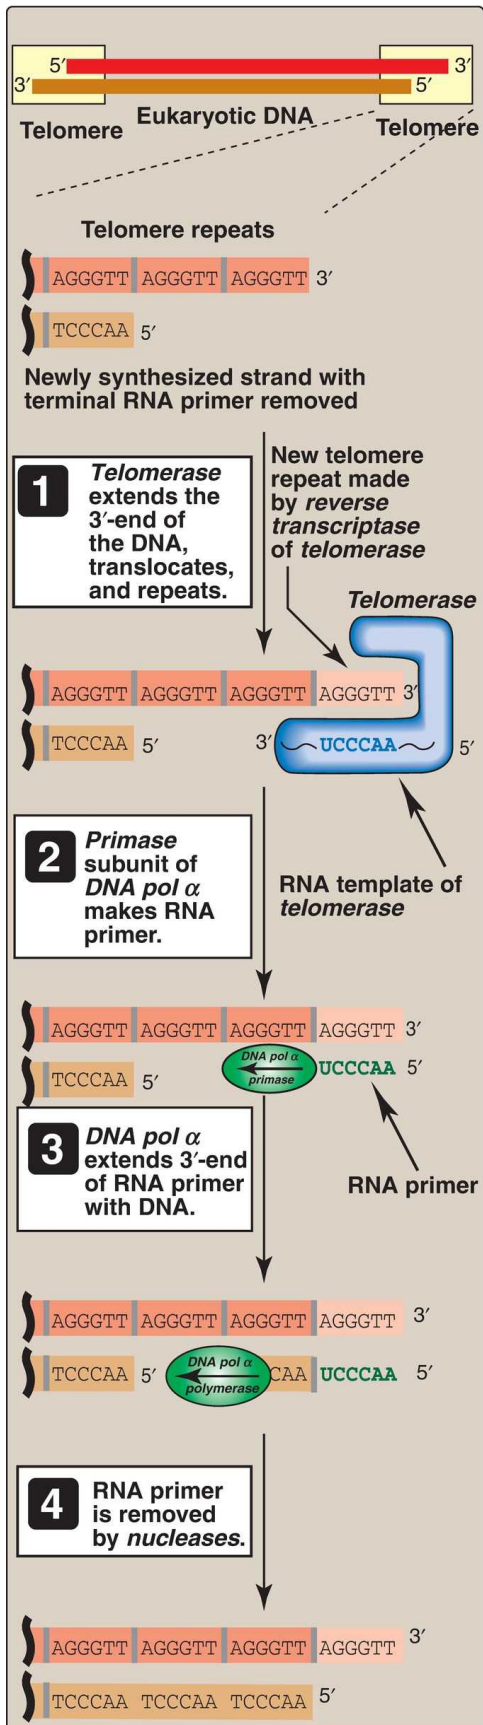 5′ 3′
3′ 5′
Telomere Eukaryotic DNA Telomere
Telomere repeats
AGGGTT AGGGTT AGGGTT 3′
TCCCAA 5′
Newly synthesized strand with
terminal RNA primer removed
1 Telomerase
extends the
3′-end of
the DNA,
translocates,
and repeats.
New telomere
repeat made
by reverse
transcriptase
of telomerase
Telomerase
AGGGTT AGGGTT AGGGTT AGGGTT 3′
TCCCAA 5′ 3′ UCCCAA 5′
2 Primase
subunit of
DNA pol α
makes RNA
primer.
RNA template of
telomerase
AGGGTT AGGGTT AGGGTT AGGGTT 3′
TCCCAA 5′ DNA pol α primase UCCCAA 5′
3 DNA pol α
extends 3′-end
of RNA primer
with DNA.
RNA primer
AGGGTT AGGGTT AGGGTT AGGGTT 3′
TCCCAA 5′ DNA pol α polymerase CAA UCCCAA 5′
4 RNA primer
is removed
by nucleases.
AGGGTT AGGGTT AGGGTT AGGGTT 3′
TCCCAA TCCCAA TCCCAA 5′